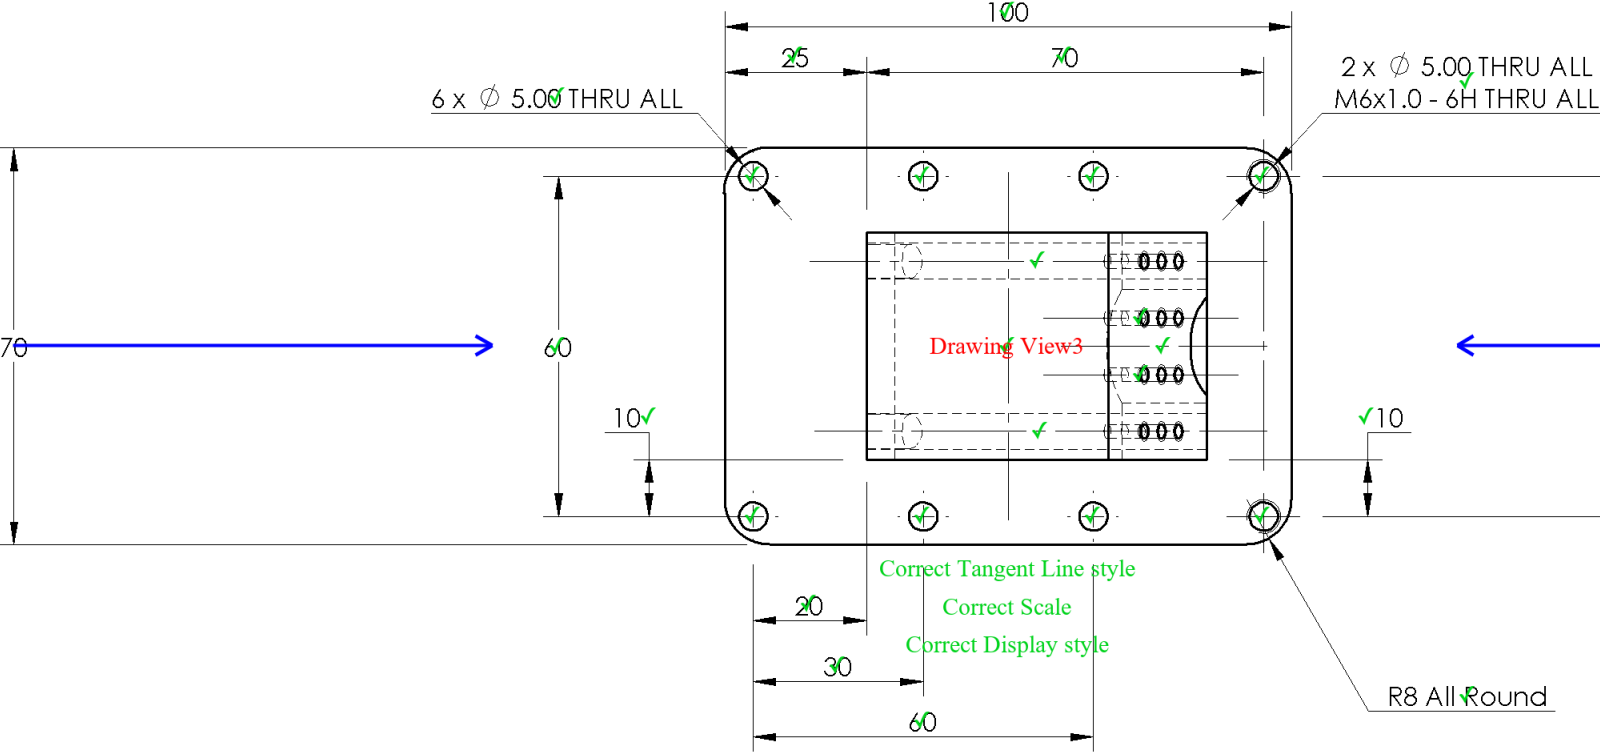 100
25
70
2 x ∅ 5.00 THRU ALL
6 x ∅ 5.00 THRU ALL
M6x1.0 - 6H THRU ALL
70
60
Drawing View3
10
10
Correct Tangent Line style
20
Correct Scale
Correct Display style
30
R8 All Round
60